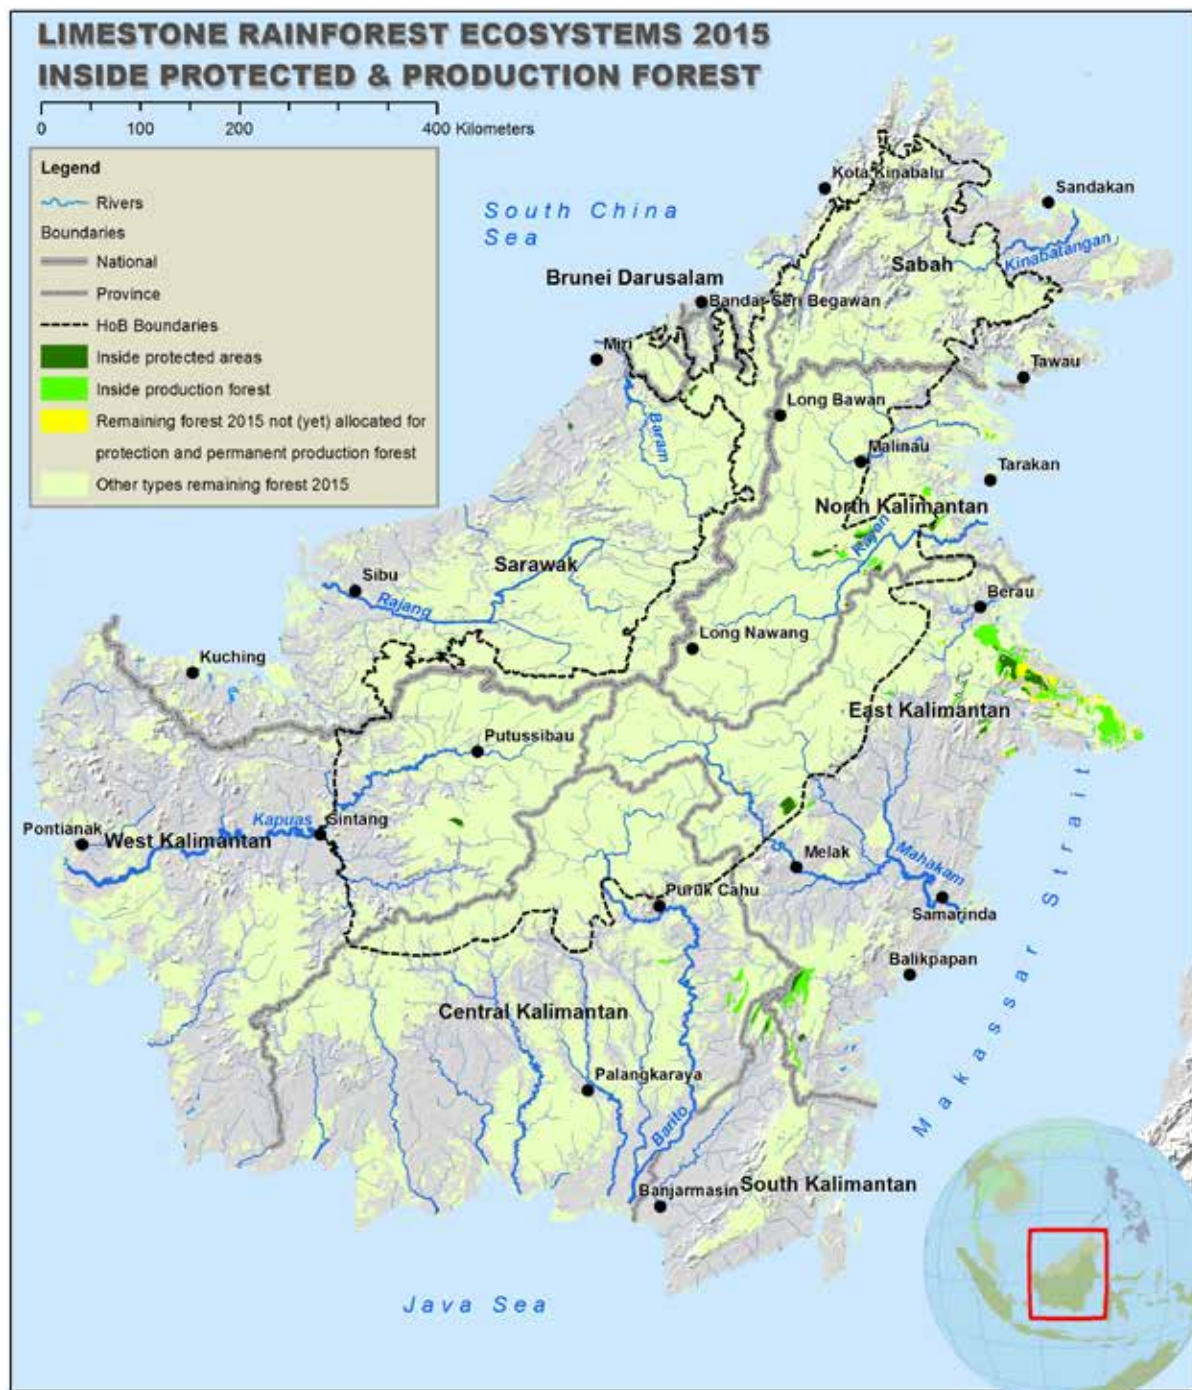 LIMESTONE RAINFOREST ECOSYSTEMS 2015
INSIDE PROTECTED & PRODUCTION FOREST
0 100 200 400 Kilometers
Legend
Rivers
Boundaries
National
Province
HoB Boundaries
Inside protected areas
Inside production forest
Remaining forest 2015 not (yet) allocated for
protection and permanent production forest
Other types remaining forest 2015
South China
Sea
Kota Kinabalu
Sandakan
Kinabatangan
Sabah
Brunei Darusalam
Bandar Seri Begawan
Miri
Tawau
Long Bawan
Baram
Malinau
Tarakan
North Kalimantan
Rajan
Sarawak
Sibu
Rajang
Berau
Long Nawang
Kuching
East Kalimantan
Putussibau
Kapuas
Sintang
Pontianak
West Kalimantan
Melak
Mahakam
Puruk Cahu
Samarinda
Balikpapan
Makassar Strait
Central Kalimantan
Palangkaraya
Barito
Banjarmasin
South Kalimantan
Java Sea